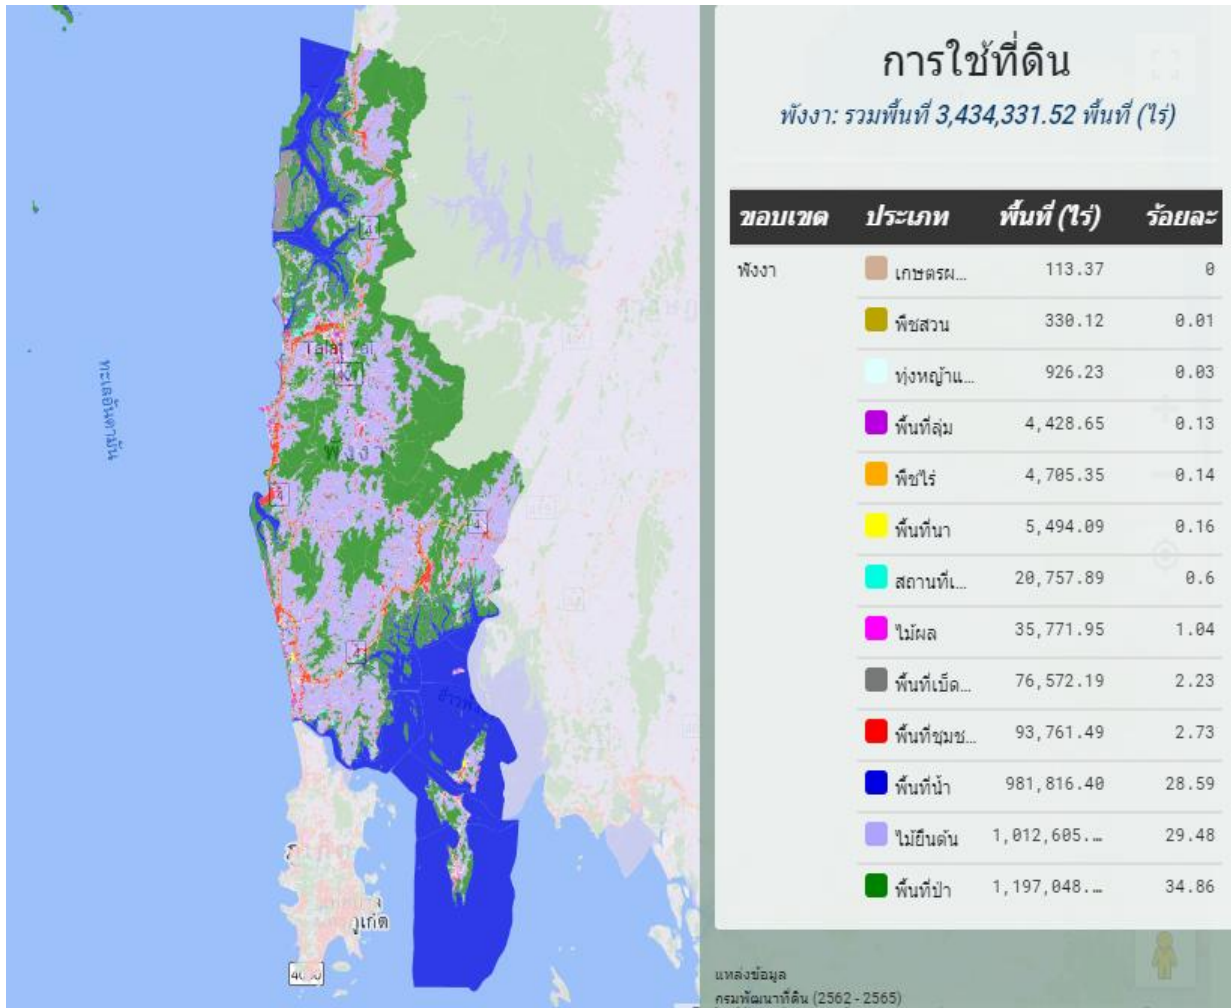 การใช้ที่ดิน
พังงา: รวมพื้นที่ 3,434,331.52 พื้นที่ (ไร่)
ขอบเขต ประเภท พื้นที่ (ไร่) ร้อยละ
พังงา เกษตรผ... 113.37 0
พืชสวน 330.12 0.01
ทุ่งหญ้าแ... 926.23 0.03
พื้นที่ลุ่ม 4,428.65 0.13
พืชไร่ 4,705.35 0.14
พื้นที่นา 5,494.09 0.16
สถานที่เ... 20,757.89 0.6
ไม้ผล 35,771.95 1.04
พื้นที่เบ็ด... 76,572.19 2.23
พื้นที่ชุมช... 93,761.49 2.73
พื้นที่น้ำ 981,816.40 28.59
ไม้ยืนต้น 1,012,605.... 29.48
พื้นที่ป่า 1,197,048.... 34.86
แหล่งข้อมูล
กรมพัฒนาที่ดิน (2562 - 2565)
ทะเลอันดามัน
พังงา
4
4
4
4